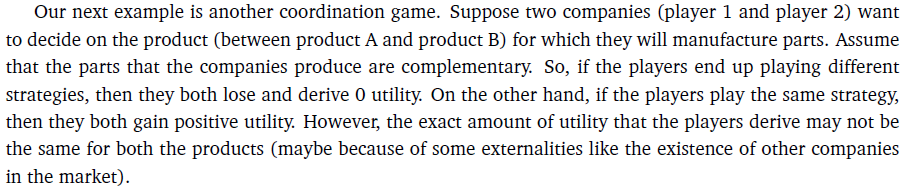 Our next example is another coordination game. Suppose two companies (player 1 and player 2) want
to decide on the product (between product A and product B) for which they will manufacture parts. Assume
that the parts that the companies produce are complementary. So, if the players end up playing different
strategies, then they both lose and derive 0 utility. On the other hand, if the players play the same strategy,
then they both gain positive utility. However, the exact amount of utility that the players derive may not be
the same for both the products (maybe because of some externalities like the existence of other companies
in the market).